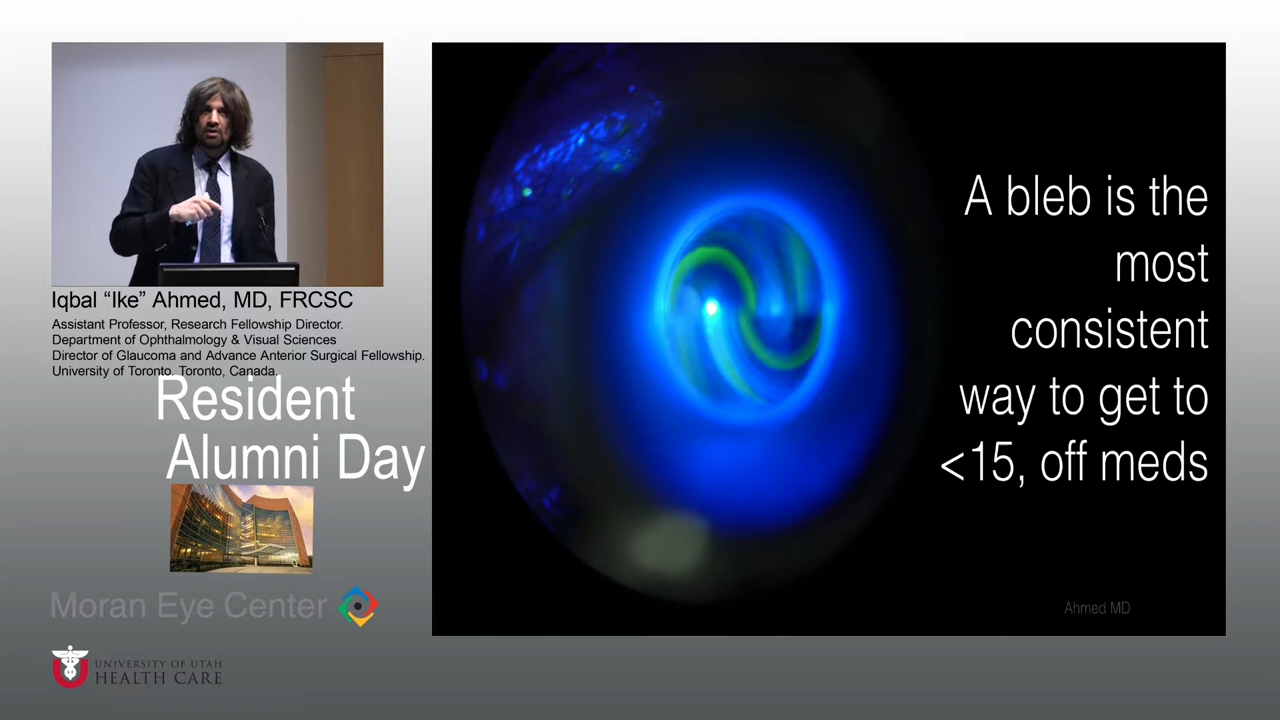 Iqbal “Ike” Ahmed, MD, FRCSC
Assistant Professor, Research Fellowship Director.
Department of Ophthalmology & Visual Sciences
Director of Glaucoma and Advance Anterior Surgical Fellowship.
University of Toronto. Toronto, Canada.
Resident
Alumni Day
Moran Eye Center
UNIVERSITY OF UTAH
HEALTH CARE
A bleb is the
most
consistent
way to get to
<15, off meds
Ahmed MD